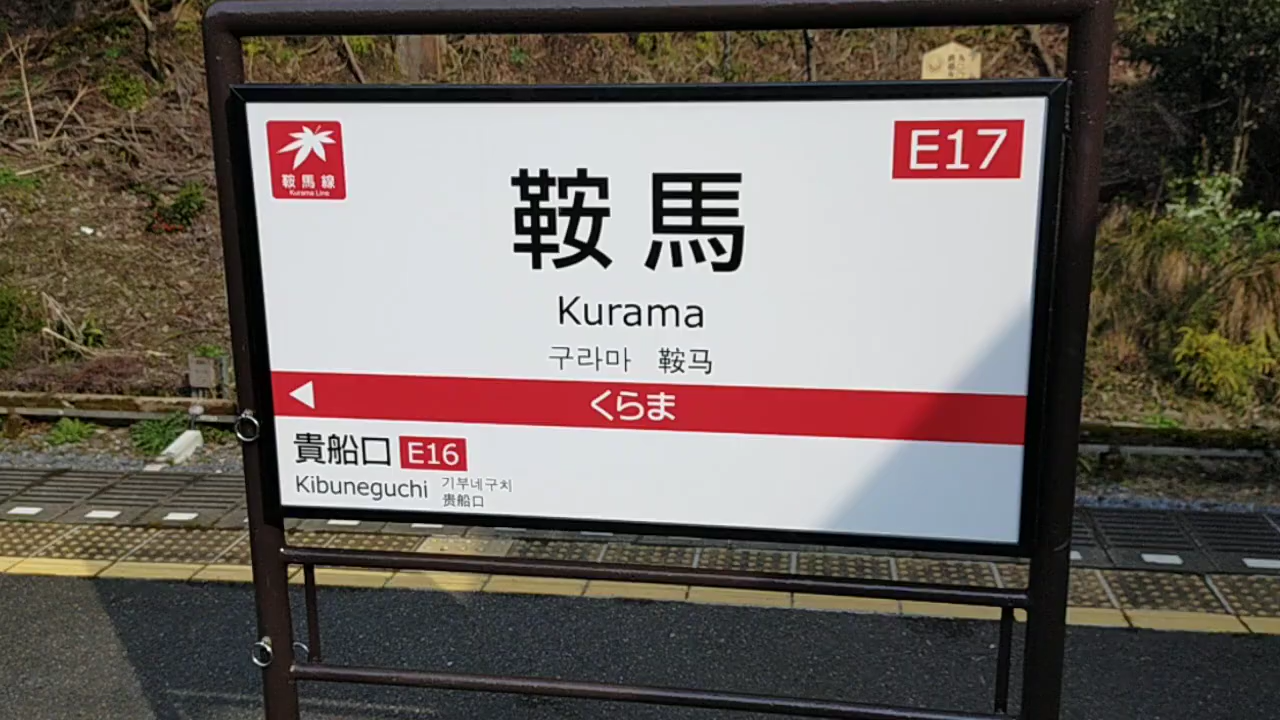 鞍馬線
Kurama Line
E17
鞍馬
Kurama
구라마 鞍马
くらま
貴船口 E16
Kibuneguchi 기부네구치
贵船口